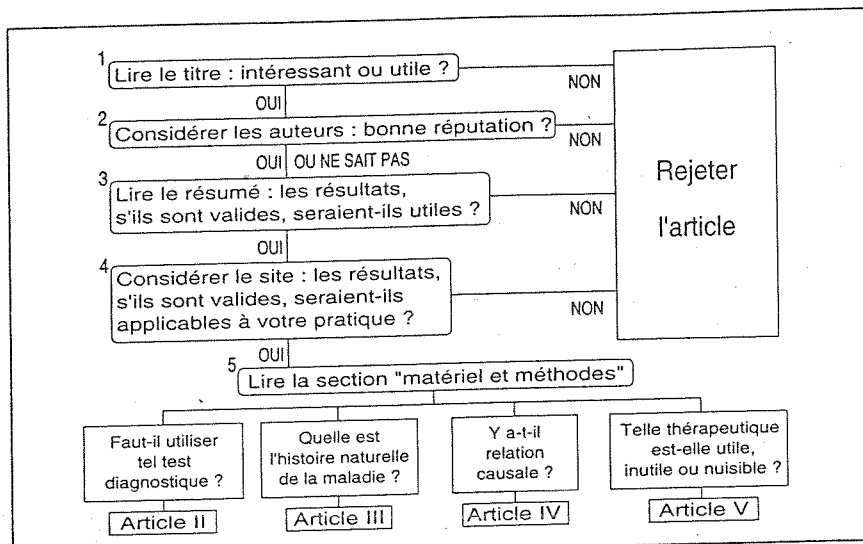 1 Lire le titre : intéressant ou utile ?
NON
OUI
2 Considérer les auteurs : bonne réputation ?
NON
OUI OU NE SAIT PAS
3 Lire le résumé : les résultats,
s'ils sont valides, seraient-ils utiles ?
NON
OUI
4 Considérer le site : les résultats,
s'ils sont valides, seraient-ils
applicables à votre pratique ?
NON
OUI
Rejeter
l'article
5 Lire la section "matériel et méthodes"
Faut-il utiliser
tel test
diagnostique ?
Article II
Quelle est
l'histoire naturelle
de la maladie ?
Article III
Y a-t-il
relation
causale ?
Article IV
Telle thérapeutique
est-elle utile,
inutile ou nuisible ?
Article V